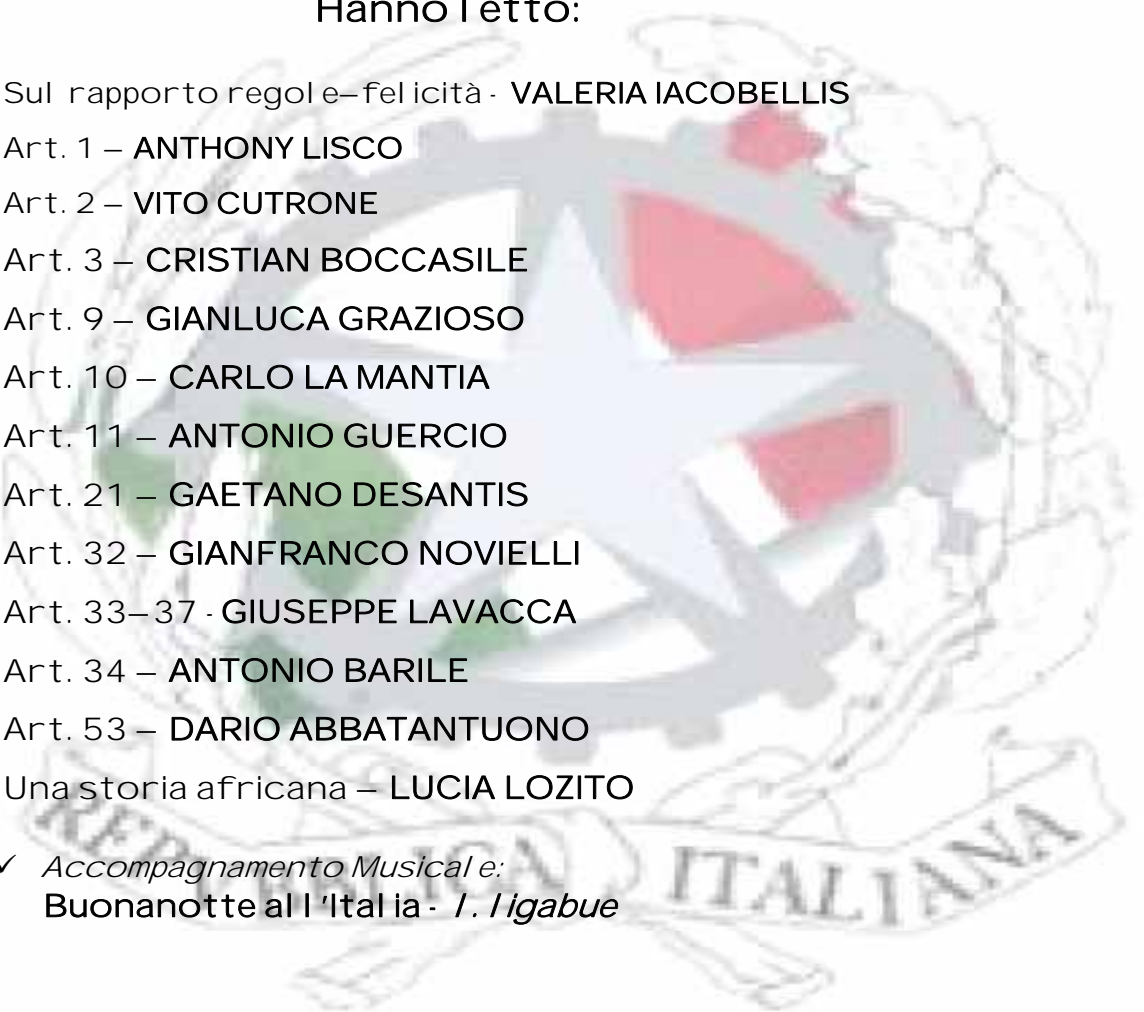 Hanno letto:
Sul rapporto regole–felicità - VALERIA IACOBELLIS
Art. 1 – ANTHONY LISCO
Art. 2 – VITO CUTRONE
Art. 3 – CRISTIAN BOCCASILE
Art. 9 – GIANLUCA GRAZIOSO
Art. 10 – CARLO LA MANTIA
Art. 11 – ANTONIO GUERCIO
Art. 21 – GAETANO DESANTIS
Art. 32 – GIANFRANCO NOVIELLI
Art. 33–37 - GIUSEPPE LAVACCA
Art. 34 – ANTONIO BARILE
Art. 53 – DARIO ABBATANTUONO
Una storia africana – LUCIA LOZITO
✓ Accompagnamento Musicale:
Buonanotte all'Italia - l. ligabue
REPUBBLICA ITALIANA